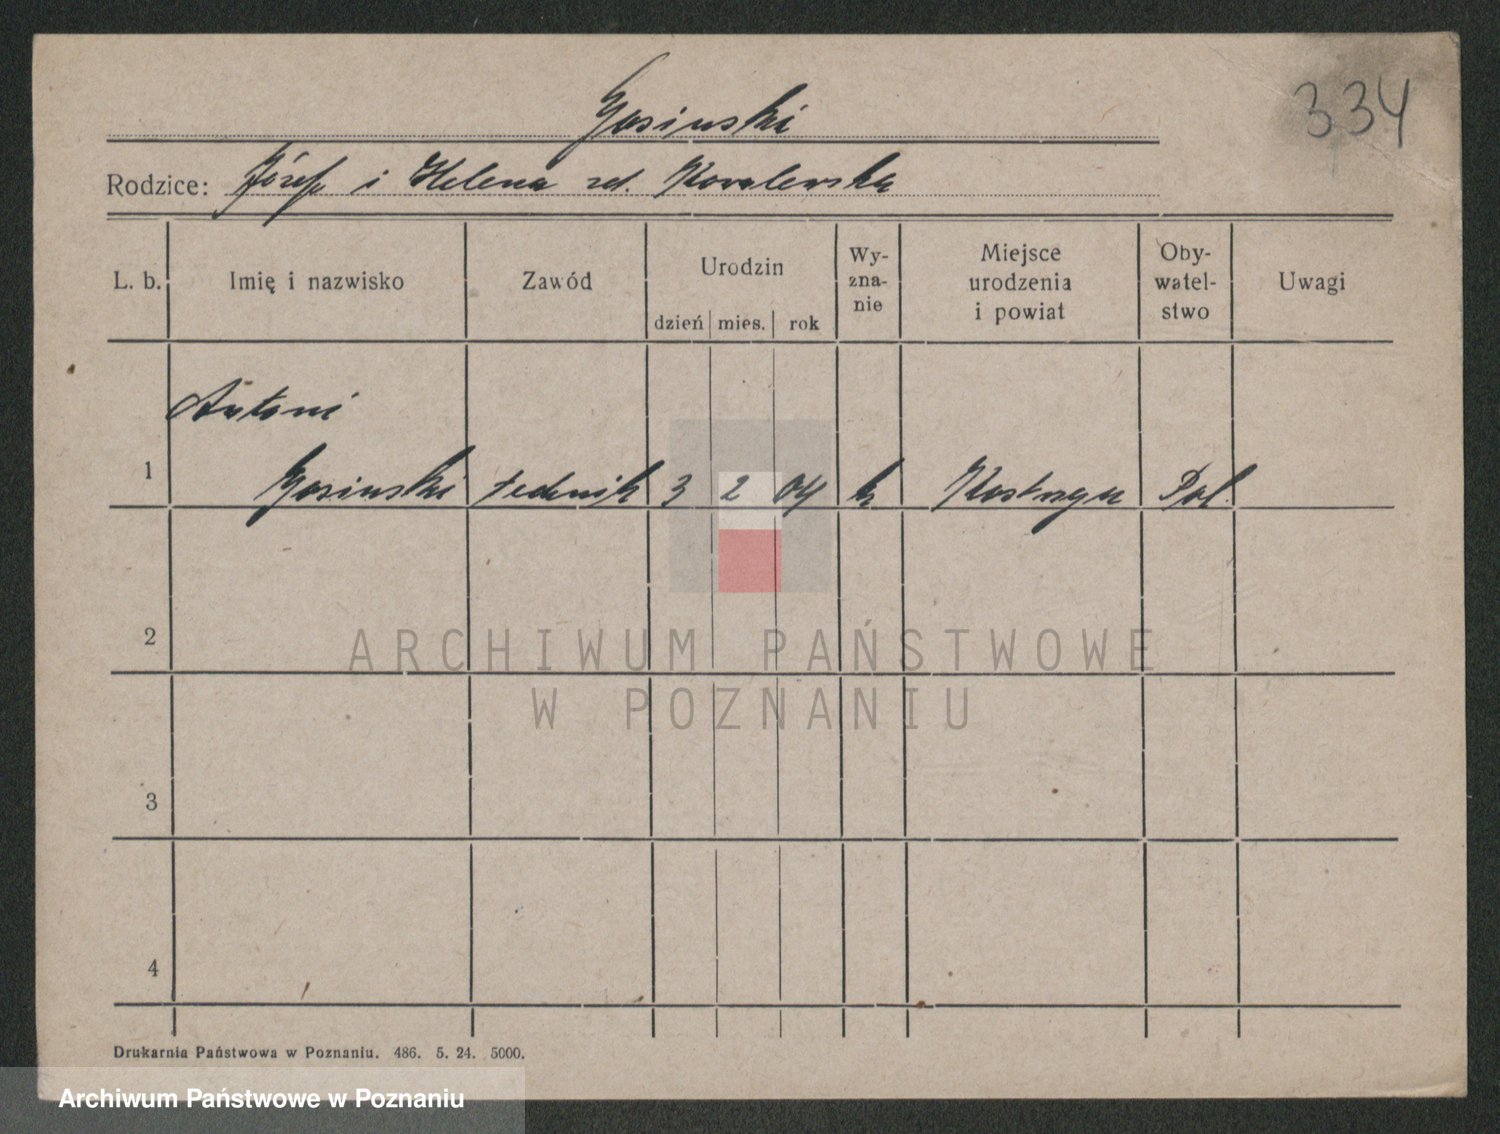 334
Gosinski
Rodzice: Józef i Helena zd. Kowalewska
L. b. Imię i nazwisko Zawód Urodzin dzień mies. rok Wy- zna- nie Miejsce urodzenia i powiat Oby- watel- stwo Uwagi
Antoni
1 Gosinski technik 3 2 04 k Pol.
2
3
4
ARCHIWUM PAŃSTWOWE
W POZNANIU
Drukarnia Państwowa w Poznaniu. 486. 5. 24. 5000.
Archiwum Państwowe w Poznaniu